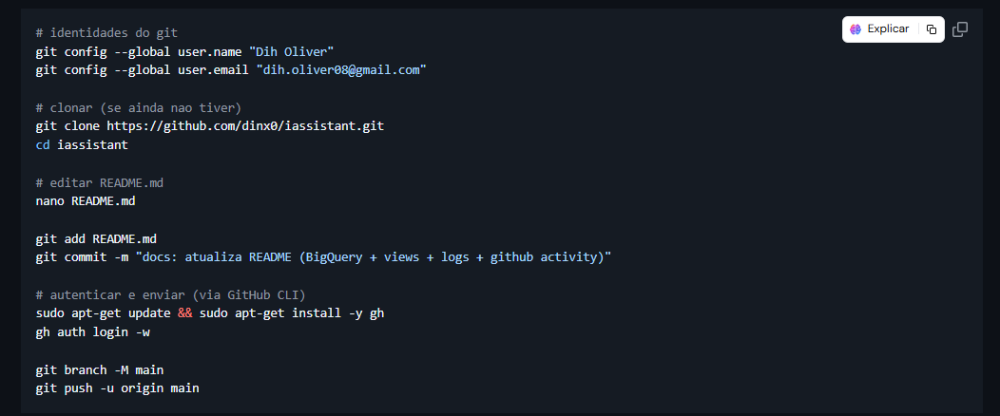 Explicar
# identidades do git
git config --global user.name "Dih Oliver"
git config --global user.email "dih.oliver08@gmail.com"
# clonar (se ainda nao tiver)
git clone https://github.com/dinx0/iassistant.git
cd iassistant
# editar README.md
nano README.md
git add README.md
git commit -m "docs: atualiza README (BigQuery + views + logs + github activity)"
# autenticar e enviar (via GitHub CLI)
sudo apt-get update && sudo apt-get install -y gh
gh auth login -w
git branch -M main
git push -u origin main